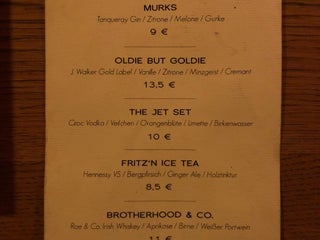 MURKS
Tanqueray Gin / Zitrone / Melone / Gurke
9 €
OLDIE BUT GOLDIE
J. Walker Gold Label / Vanille / Zitrone / Minzgeist / Cremant
13,5 €
THE JET SET
Ciroc Vodka / Veilchen / Orangenblüte / Limette / Birkenwasser
10 €
FRITZ'N ICE TEA
Hennessy VS / Bergpfirsich / Ginger Ale / Holztinktur
8,5 €
BROTHERHOOD & CO.
Roe & Co. Irish Whiskey / Aprikose / Birne / Weißer Portwein
11 €